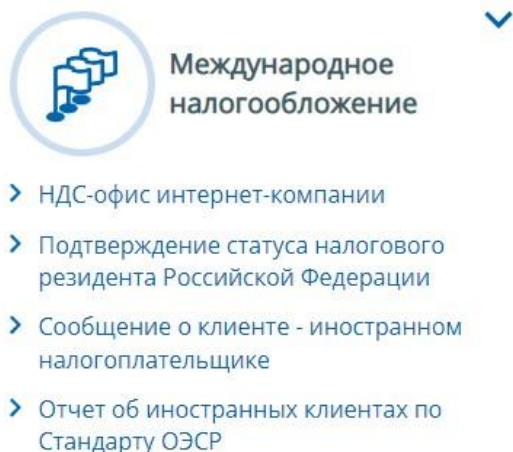 Международное
налогообложение
НДС-офис интернет-компании
Подтверждение статуса налогового
резидента Российской Федерации
Сообщение о клиенте - иностранном
налогоплательщике
Отчет об иностранных клиентах по
Стандарту ОЭСР